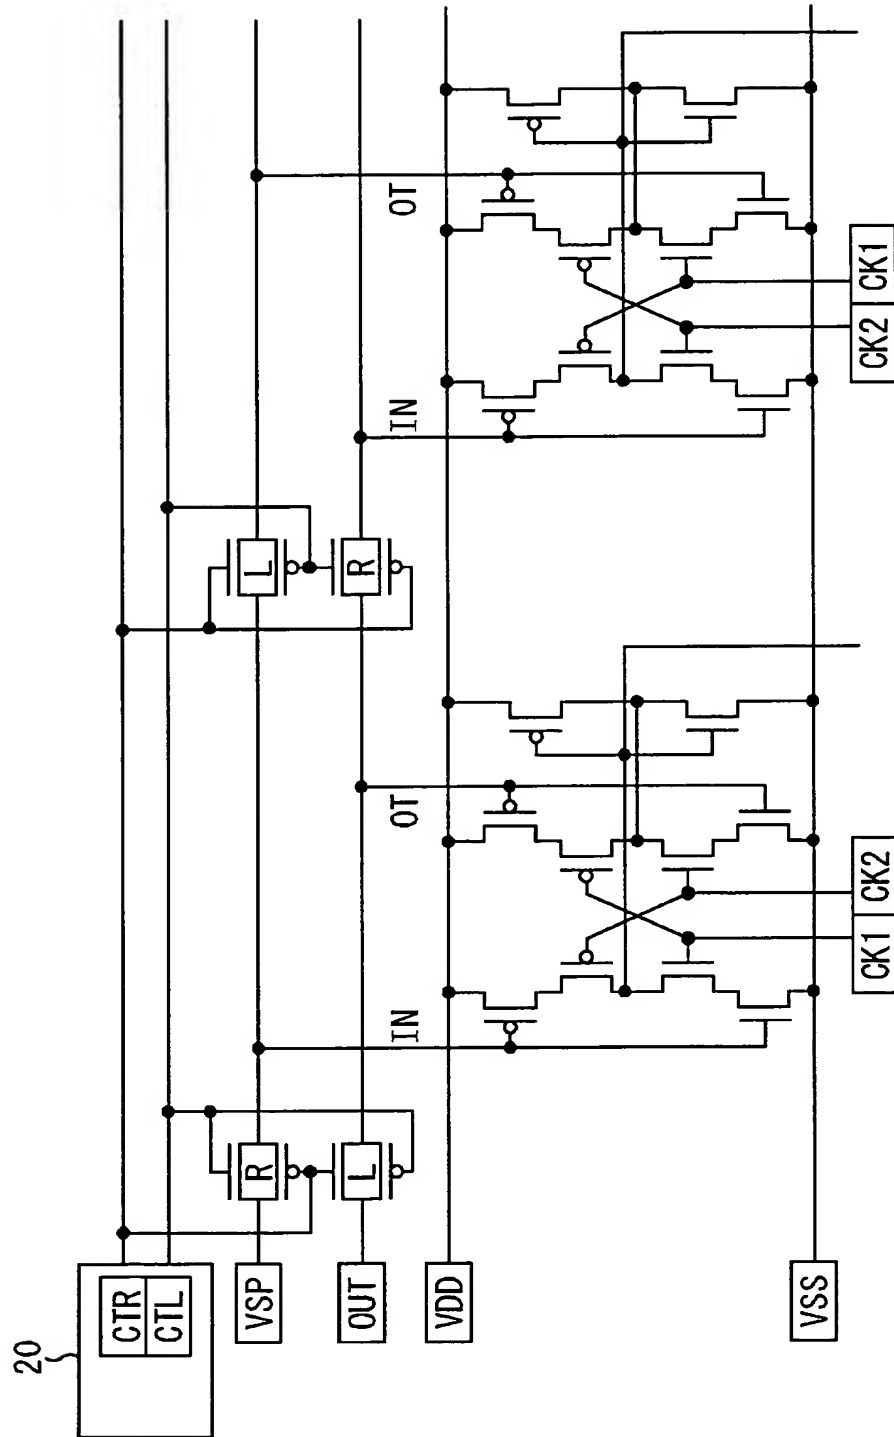 20
CTR
CTL
VSP R L
OUT L R
IN OT IN OT
VDD
VSS
CK1 CK2 CK2 CK1